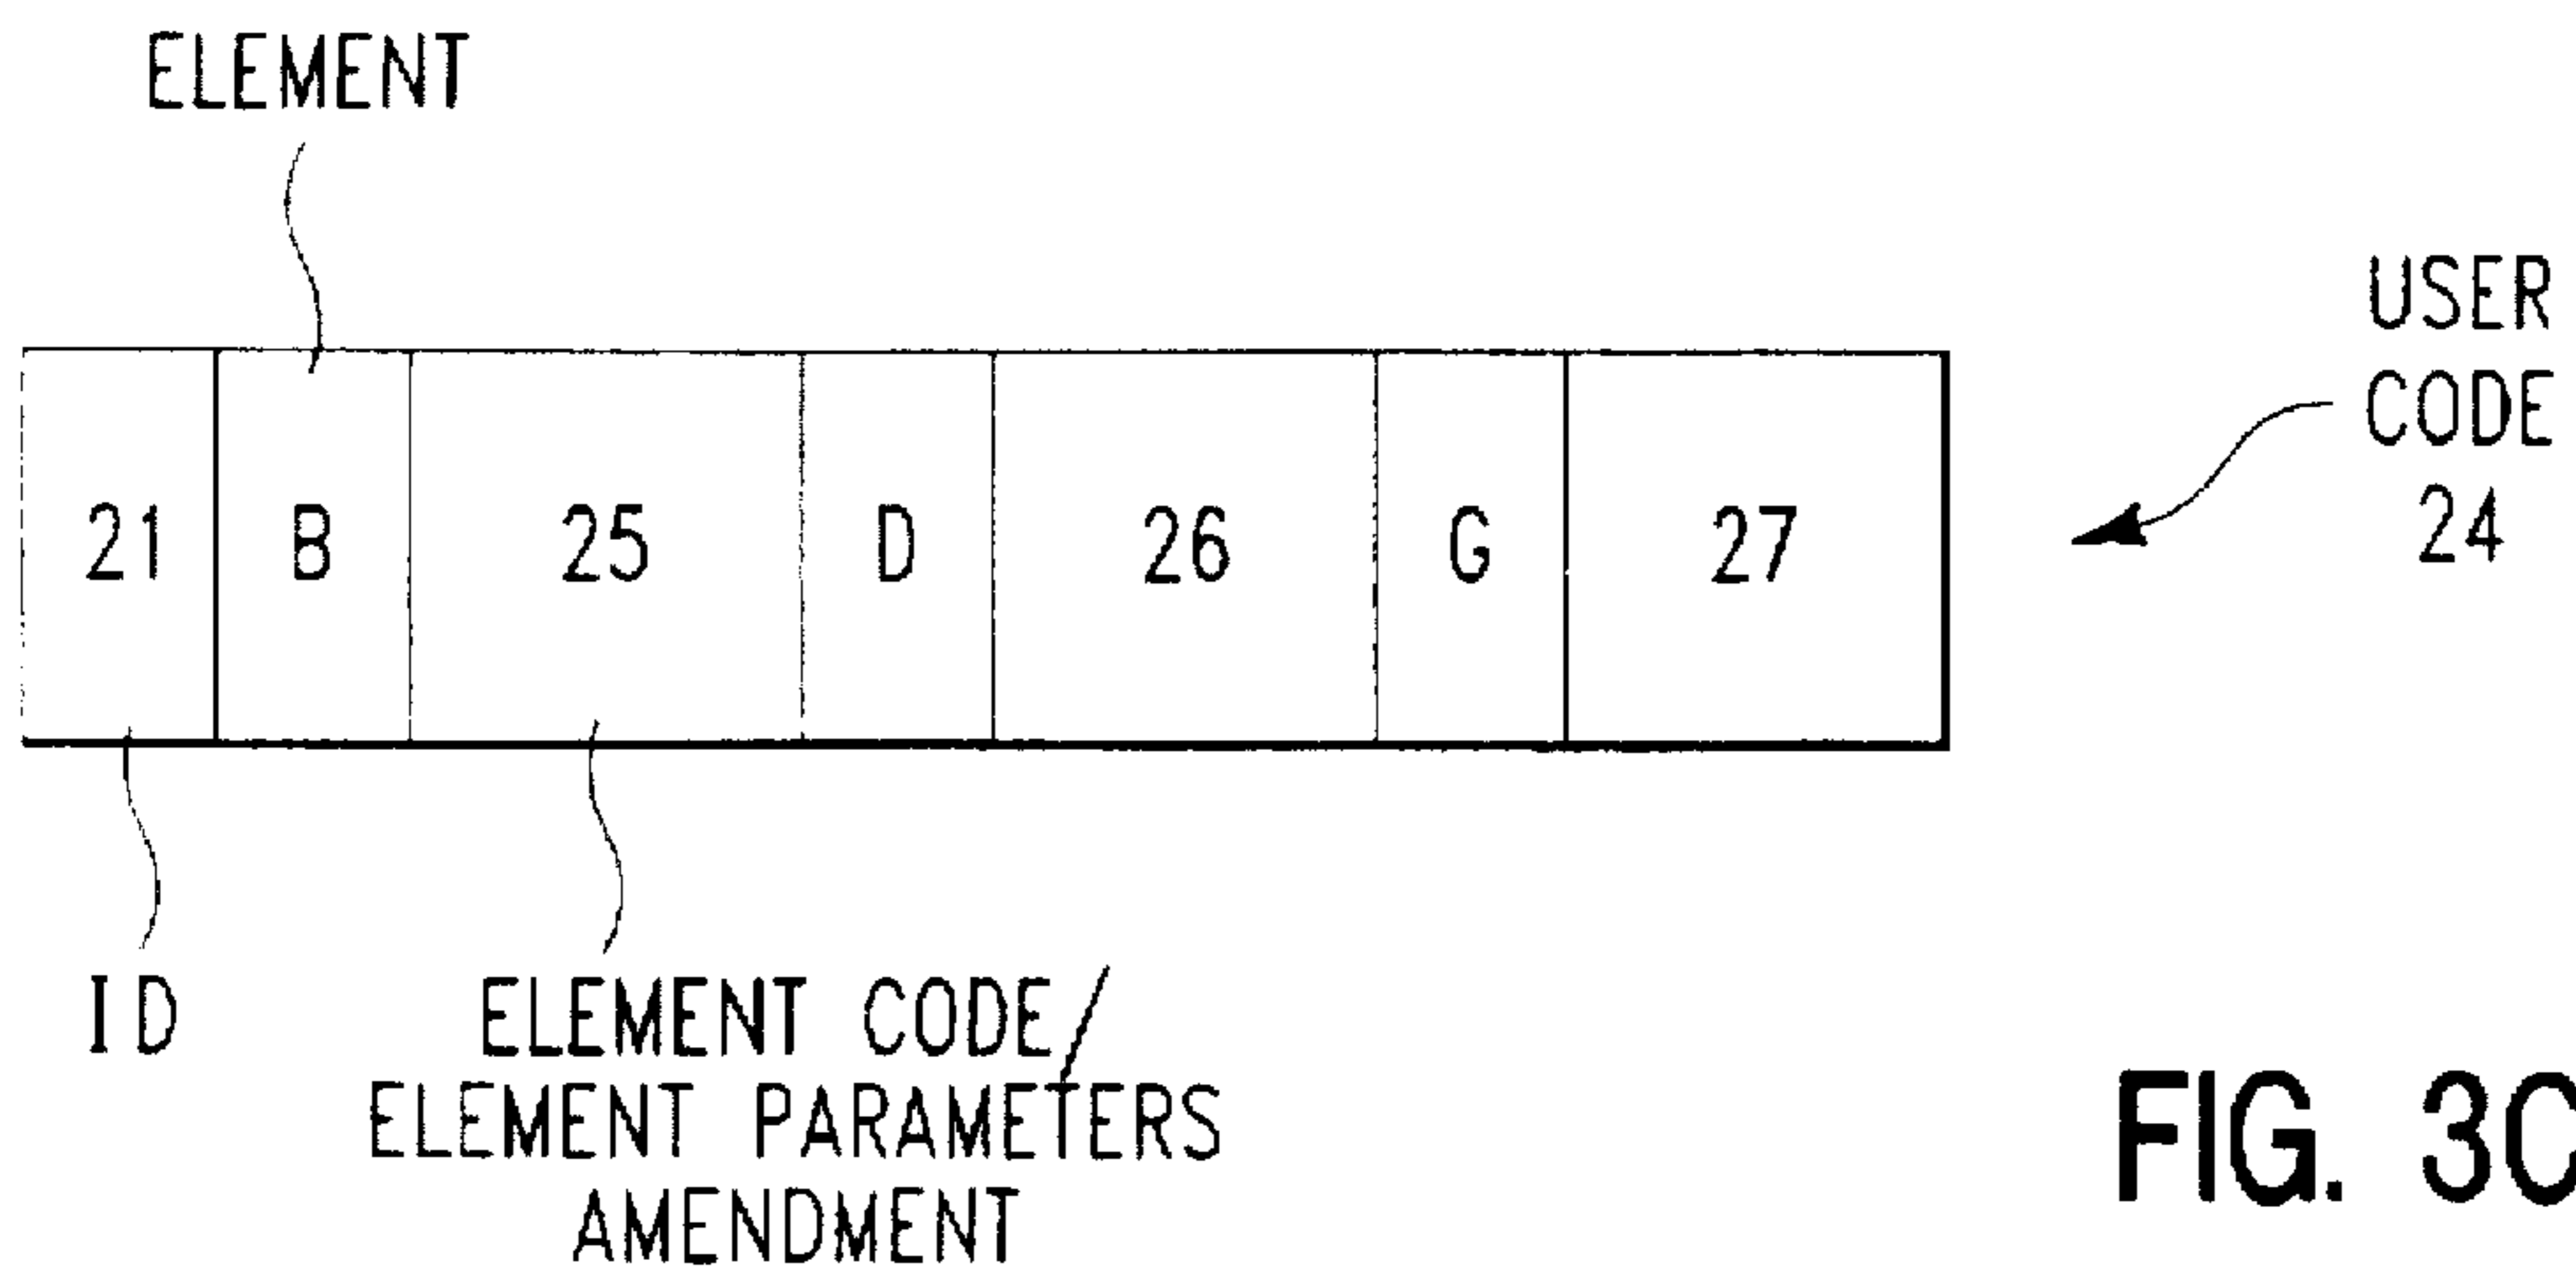 ELEMENT
USER
CODE
24
21 B 25 D 26 G 27
ID
ELEMENT CODE/
ELEMENT PARAMETERS
AMENDMENT
FIG. 3C